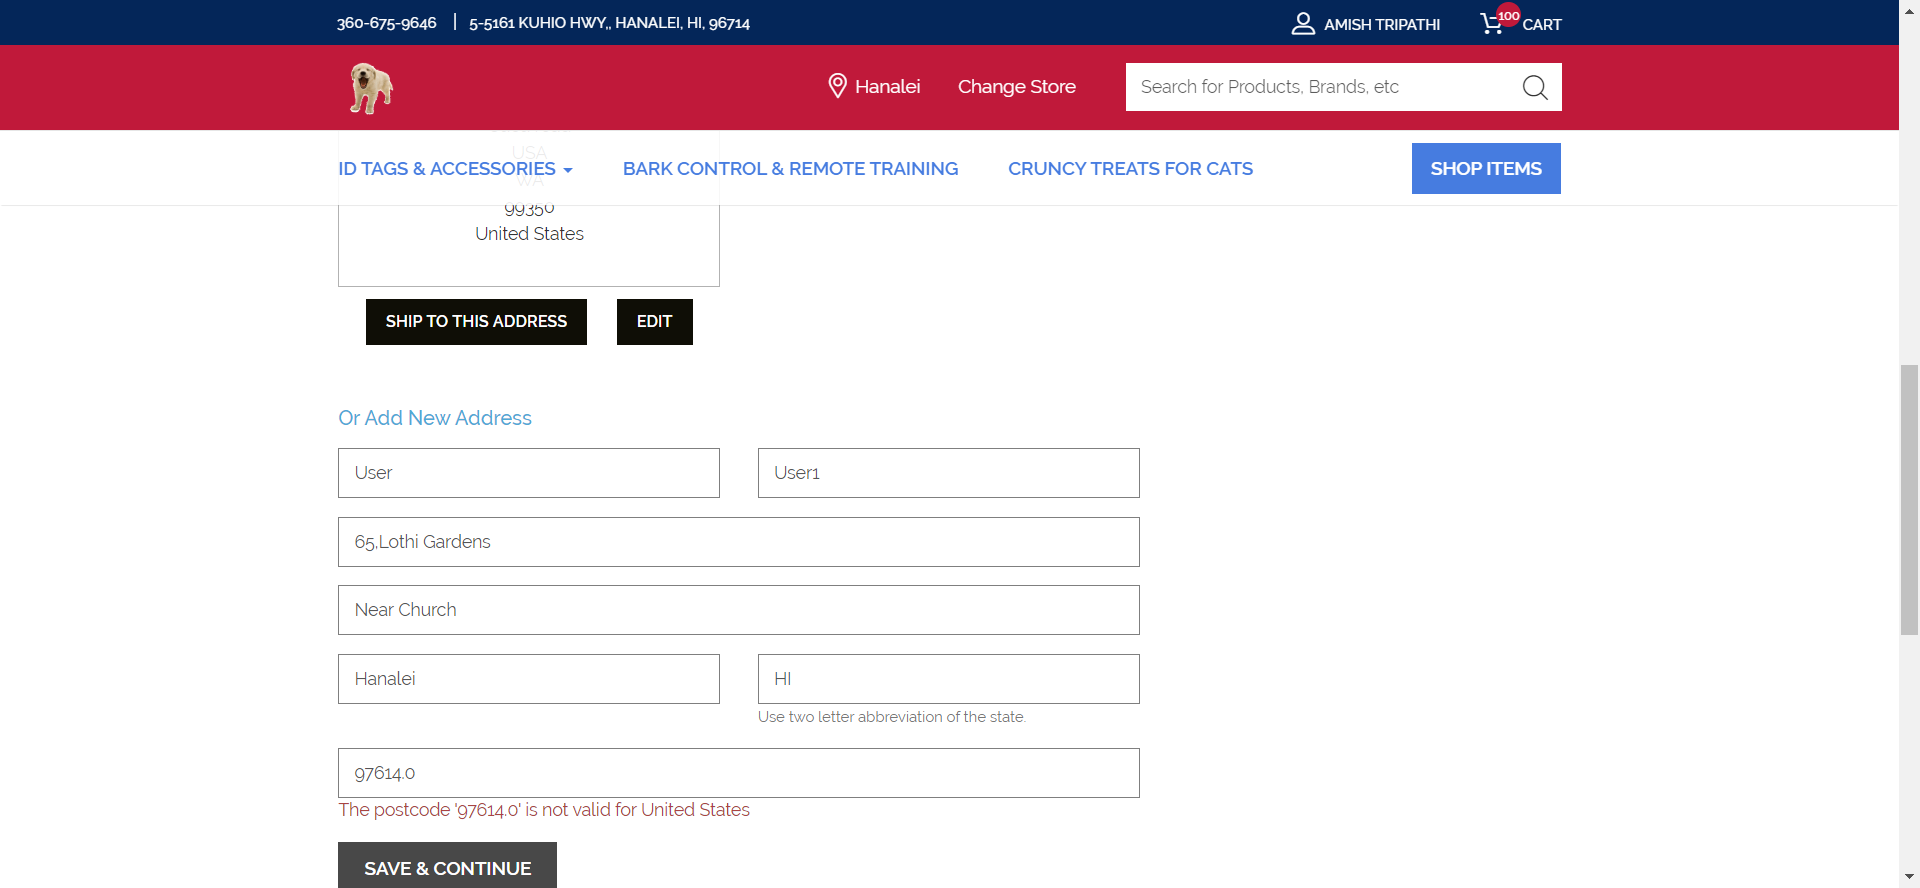 360-675-9646 | 5-5161 KUHIO HWY,, HANALEI, HI, 96714
AMISH TRIPATHI
100
CART
Hanalei
Change Store
Search for Products, Brands, etc
USA
ID TAGS & ACCESSORIES
BARK CONTROL & REMOTE TRAINING
CRUNCY TREATS FOR CATS
SHOP ITEMS
WA
99350
United States
SHIP TO THIS ADDRESS
EDIT
Or Add New Address
User
User1
65,Lothi Gardens
Near Church
Hanalei
HI
Use two letter abbreviation of the state.
97614.0
The postcode '97614.0' is not valid for United States
SAVE & CONTINUE